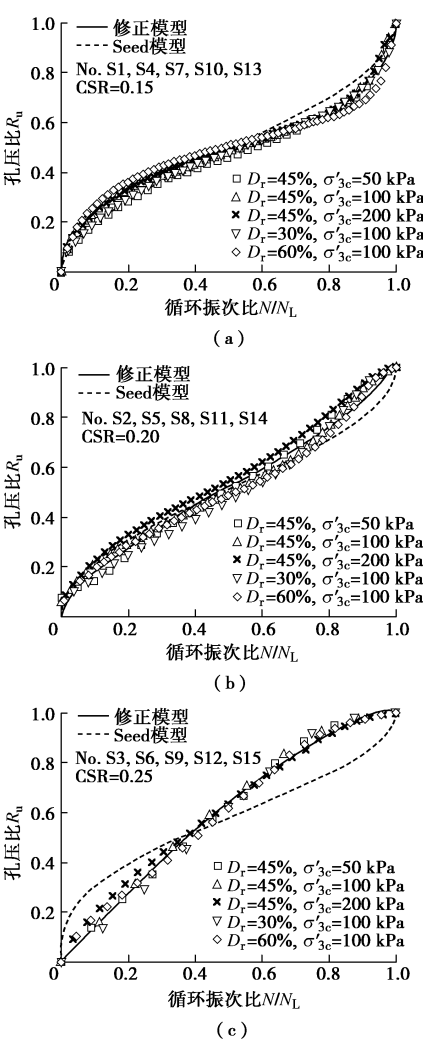 修正模型
Seed模型
No. S1, S4, S7, S10, S13
CSR=0.15
孔压比Ru
1.0
0.8
0.6
0.4
0.2
Dr=45%, σ′3c=50 kPa
Dr=45%, σ′3c=100 kPa
Dr=45%, σ′3c=200 kPa
Dr=30%, σ′3c=100 kPa
Dr=60%, σ′3c=100 kPa
0 0.2 0.4 0.6 0.8 1.0
循环振次比N/NL
(a)
修正模型
Seed模型
No. S2, S5, S8, S11, S14
CSR=0.20
孔压比Ru
1.0
0.8
0.6
0.4
0.2
Dr=45%, σ′3c=50 kPa
Dr=45%, σ′3c=100 kPa
Dr=45%, σ′3c=200 kPa
Dr=30%, σ′3c=100 kPa
Dr=60%, σ′3c=100 kPa
0 0.2 0.4 0.6 0.8 1.0
循环振次比N/NL
(b)
修正模型
Seed模型
No. S3, S6, S9, S12, S15
CSR=0.25
孔压比Ru
1.0
0.8
0.6
0.4
0.2
Dr=45%, σ′3c=50 kPa
Dr=45%, σ′3c=100 kPa
Dr=45%, σ′3c=200 kPa
Dr=30%, σ′3c=100 kPa
Dr=60%, σ′3c=100 kPa
0 0.2 0.4 0.6 0.8 1.0
循环振次比N/NL
(c)